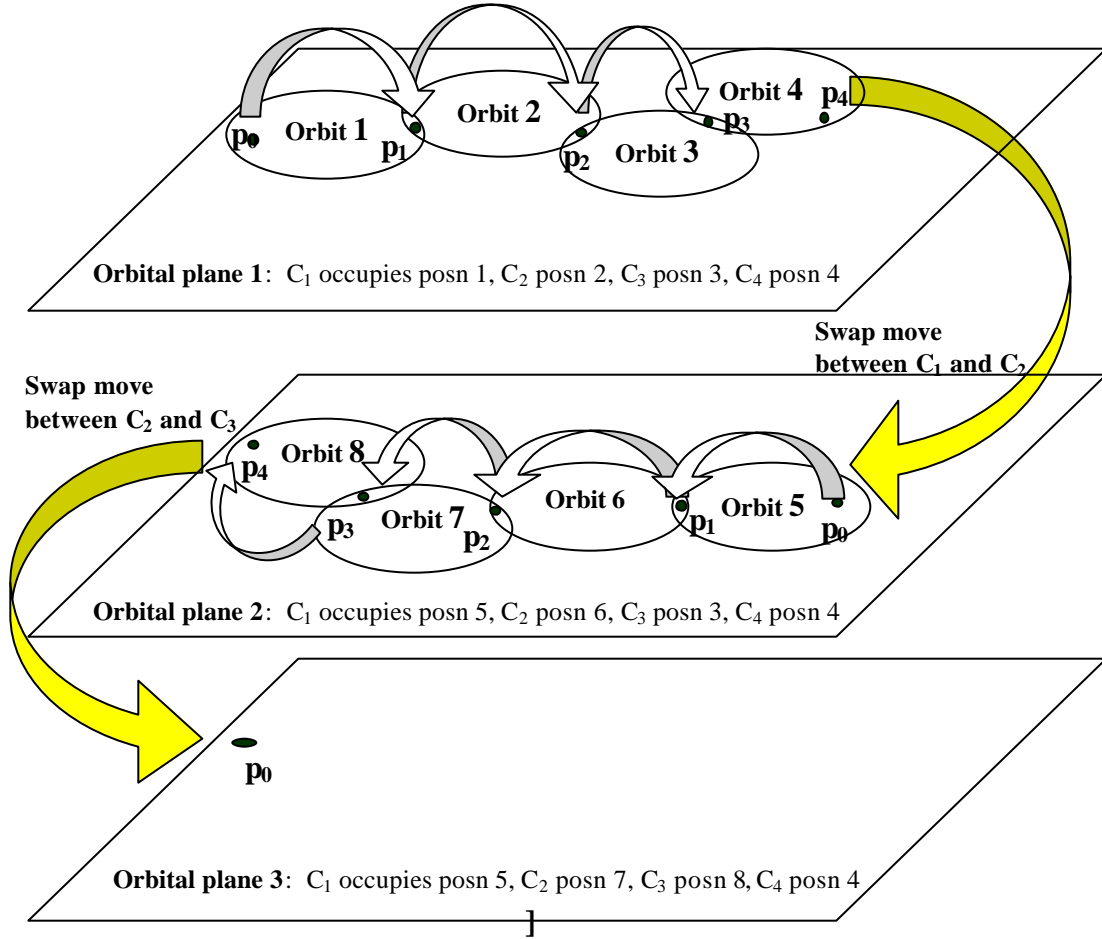 Orbit 1
Orbit 2
Orbit 3
Orbit 4
p₀
p₁
p₂
p₃
p₄
Orbital plane 1: C₁ occupies posn 1, C₂ posn 2, C₃ posn 3, C₄ posn 4
Swap move
between C₁ and C₂
Swap move
between C₂ and C₃
Orbit 8
Orbit 7
Orbit 6
Orbit 5
p₄
p₃
p₂
p₁
p₀
Orbital plane 2: C₁ occupies posn 5, C₂ posn 6, C₃ posn 3, C₄ posn 4
p₀
Orbital plane 3: C₁ occupies posn 5, C₂ posn 7, C₃ posn 8, C₄ posn 4
]